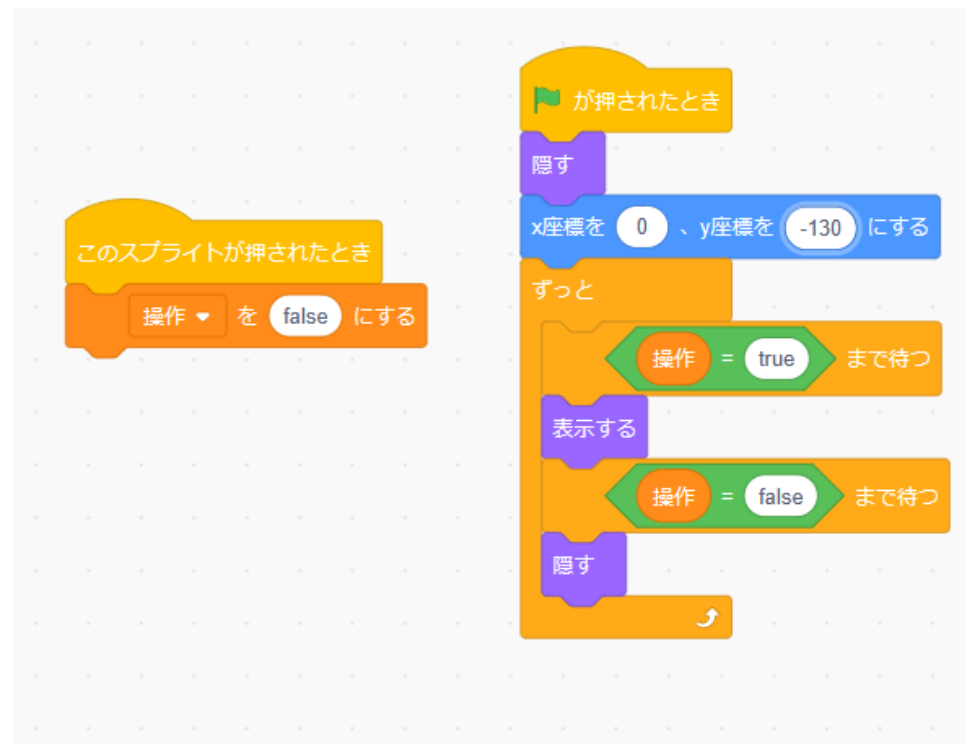 このスプライトが押されたとき
操作 を false にする
が押されたとき
隠す
x座標を 0 、y座標を -130 にする
ずっと
操作 = true まで待つ
表示する
操作 = false まで待つ
隠す